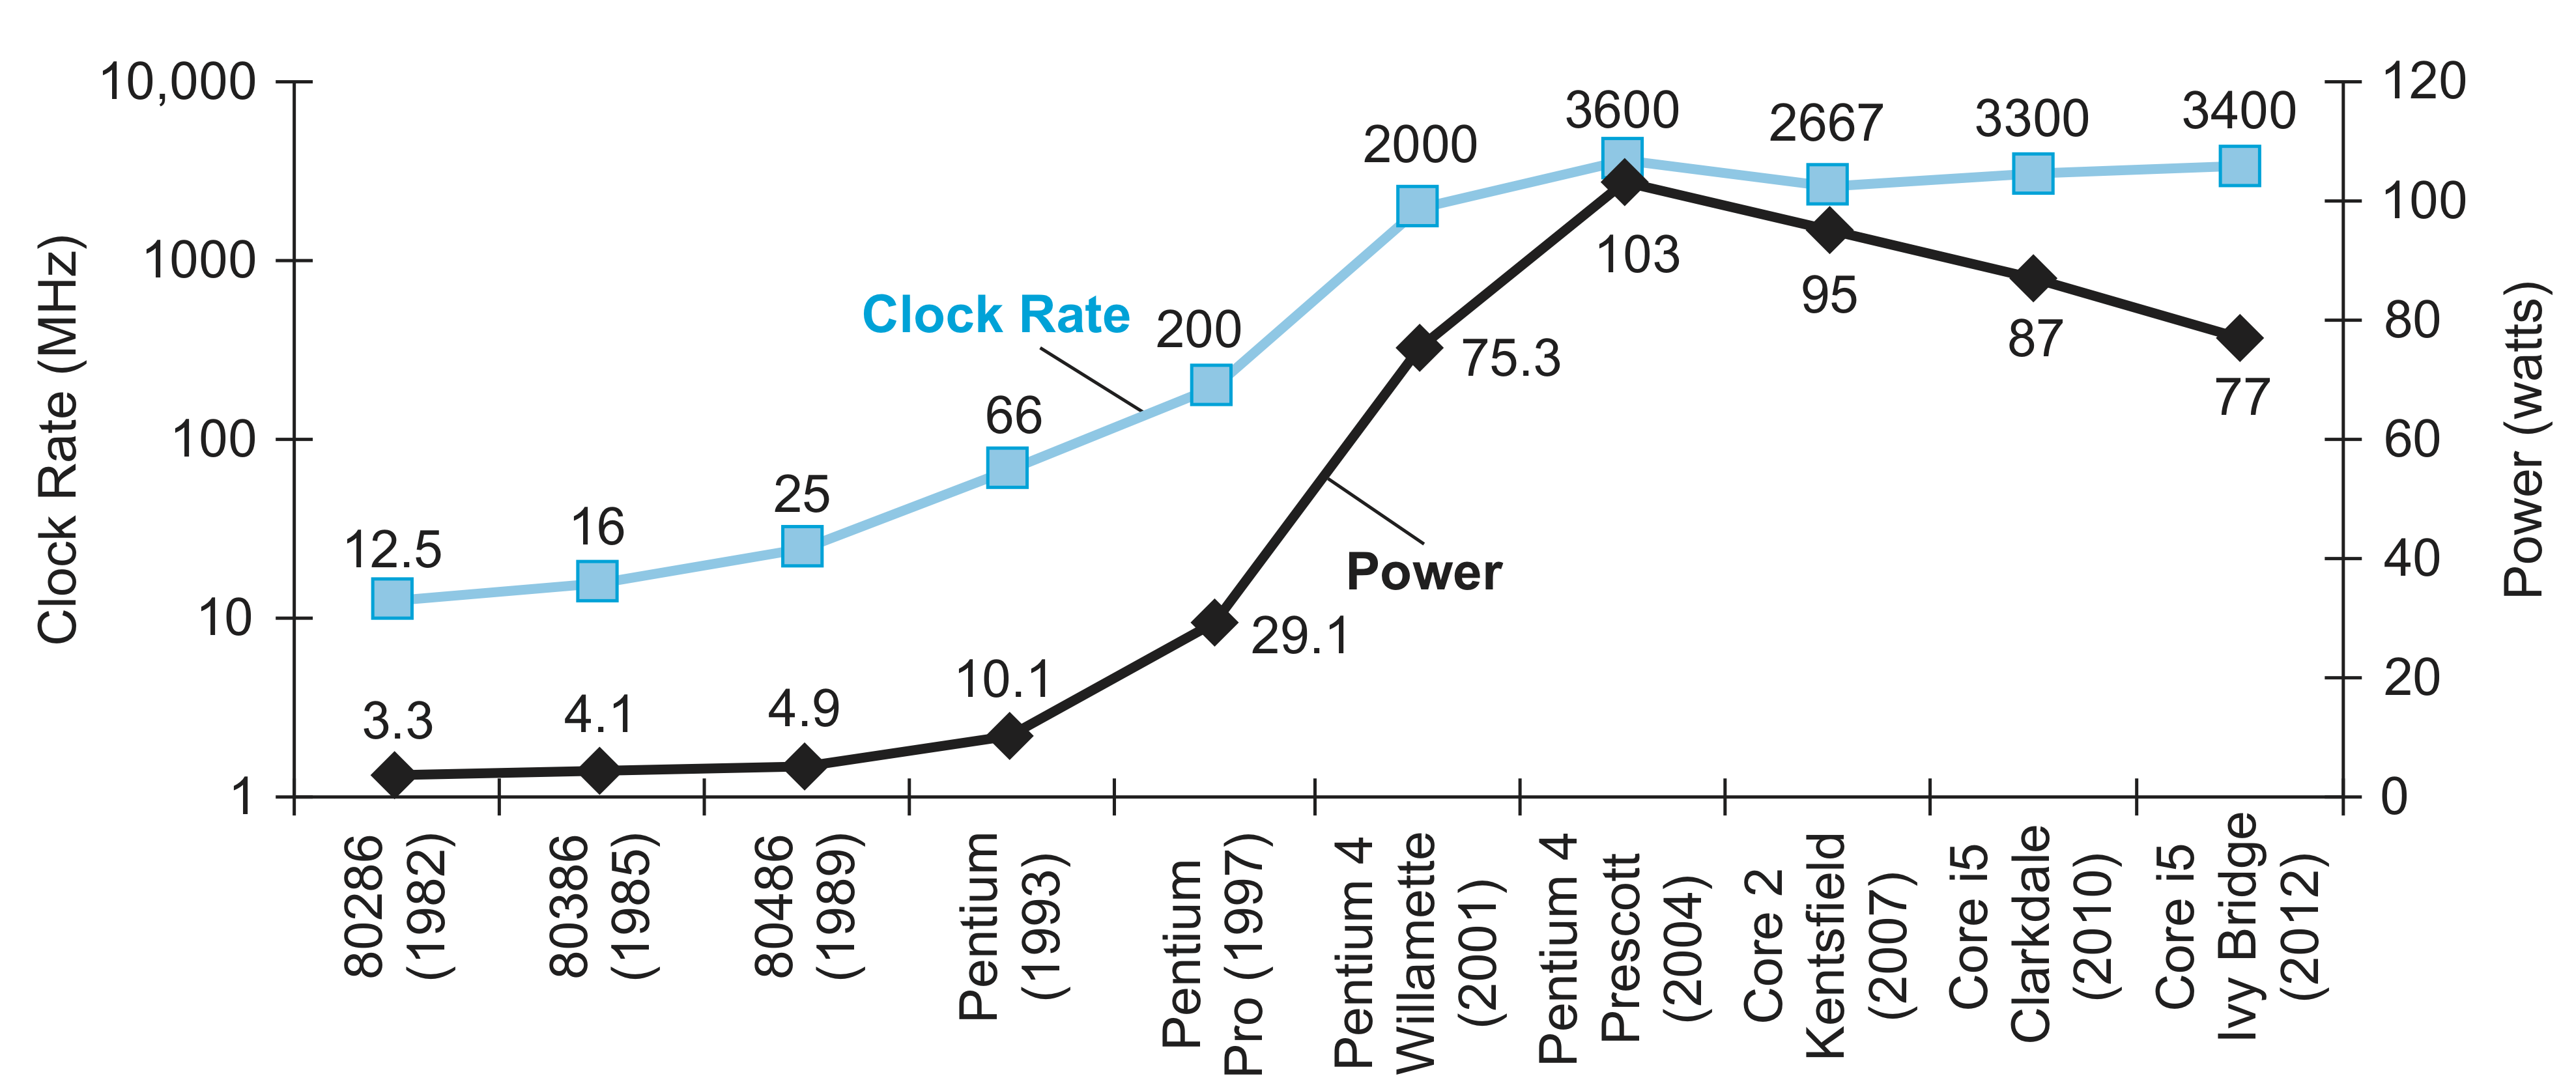 10,000
1000
100
10
1
Clock Rate (MHz)
120
100
80
60
40
20
0
Power (watts)
Clock Rate
12.5
16
25
66
200
2000
3600
2667
3300
3400
Power
3.3
4.1
4.9
10.1
29.1
75.3
103
95
87
77
80286
(1982)
80386
(1985)
80486
(1989)
Pentium
(1993)
Pentium
Pro (1997)
Pentium 4
Willamette
(2001)
Pentium 4
Prescott
(2004)
Core 2
Kentsfield
(2007)
Core i5
Clarkdale
(2010)
Core i5
Ivy Bridge
(2012)